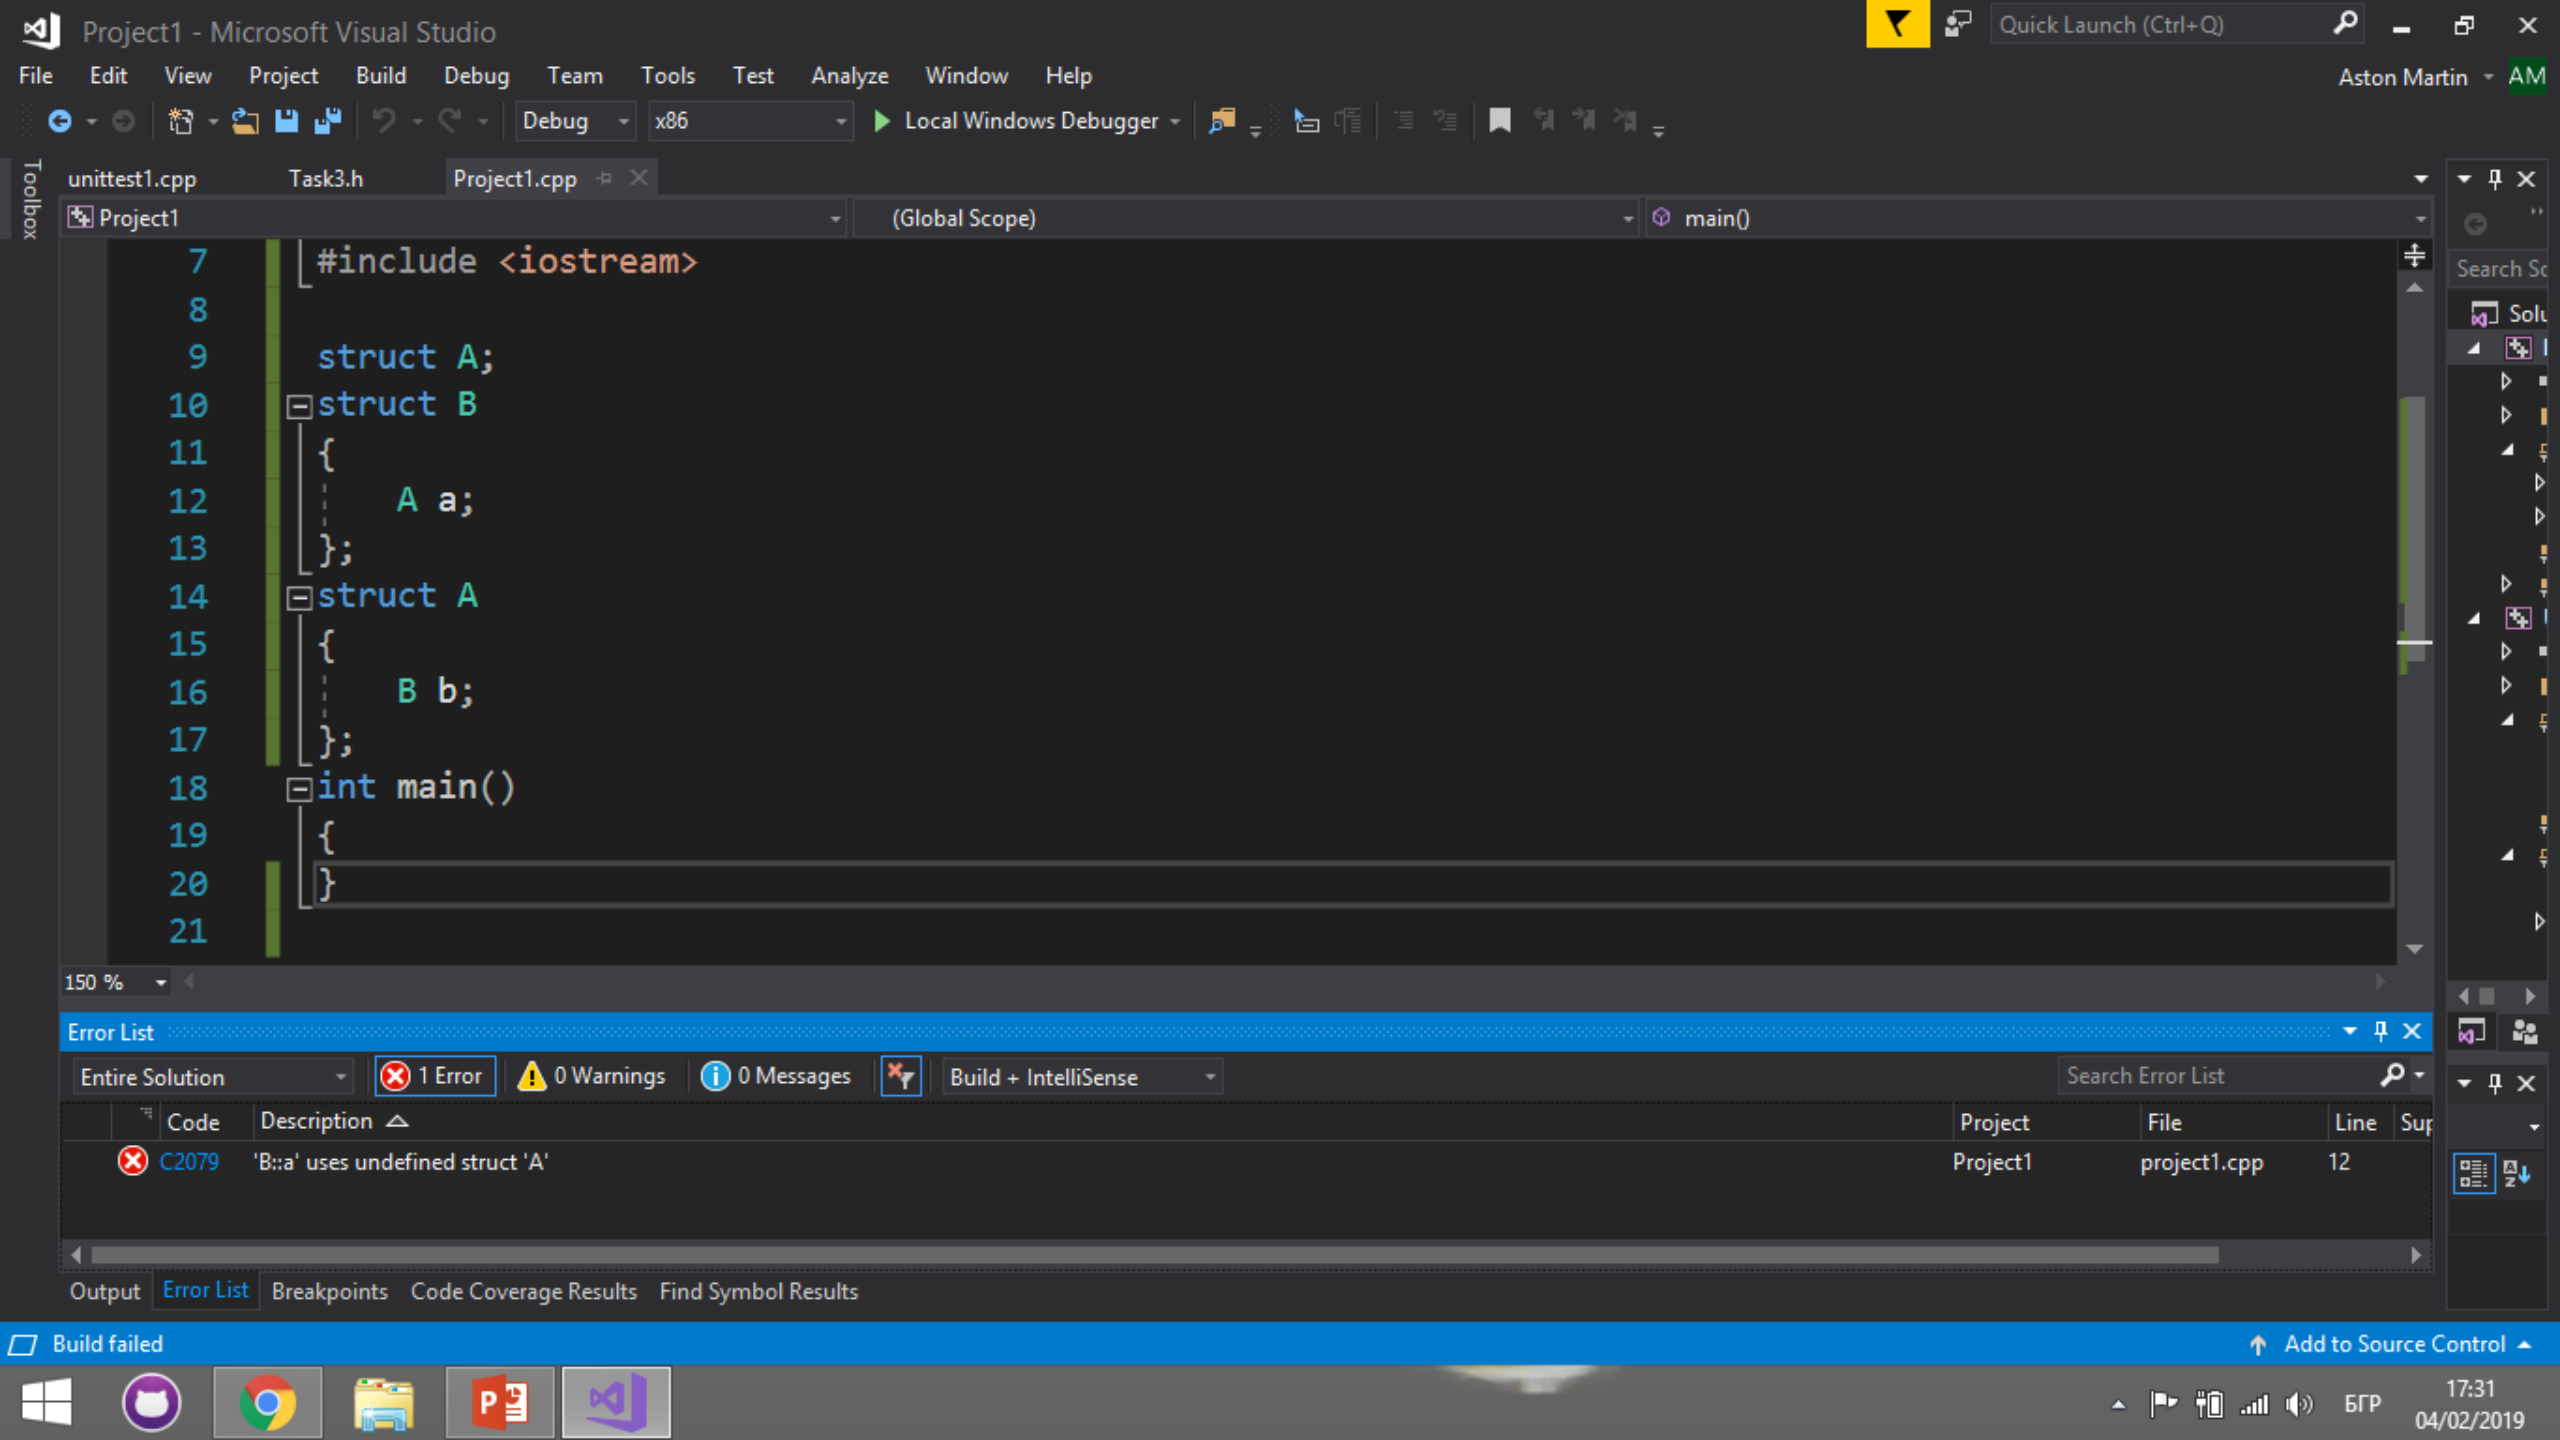 Project1 - Microsoft Visual Studio
Quick Launch (Ctrl+Q)
File Edit View Project Build Debug Team Tools Test Analyze Window Help
Aston Martin AM
Debug x86 Local Windows Debugger
Toolbox
unittest1.cpp Task3.h Project1.cpp
Project1 (Global Scope) main()
7 #include <iostream>
8
9 struct A;
10 struct B
11 {
12 A a;
13 };
14 struct A
15 {
16 B b;
17 };
18 int main()
19 {
20 }
21
Search So
Solu
150 %
Error List
Entire Solution 1 Error 0 Warnings 0 Messages Build + IntelliSense Search Error List
Code Description Project File Line Sup
C2079 'B::a' uses undefined struct 'A' Project1 project1.cpp 12
Output Error List Breakpoints Code Coverage Results Find Symbol Results
Build failed Add to Source Control
БГР
17:31
04/02/2019